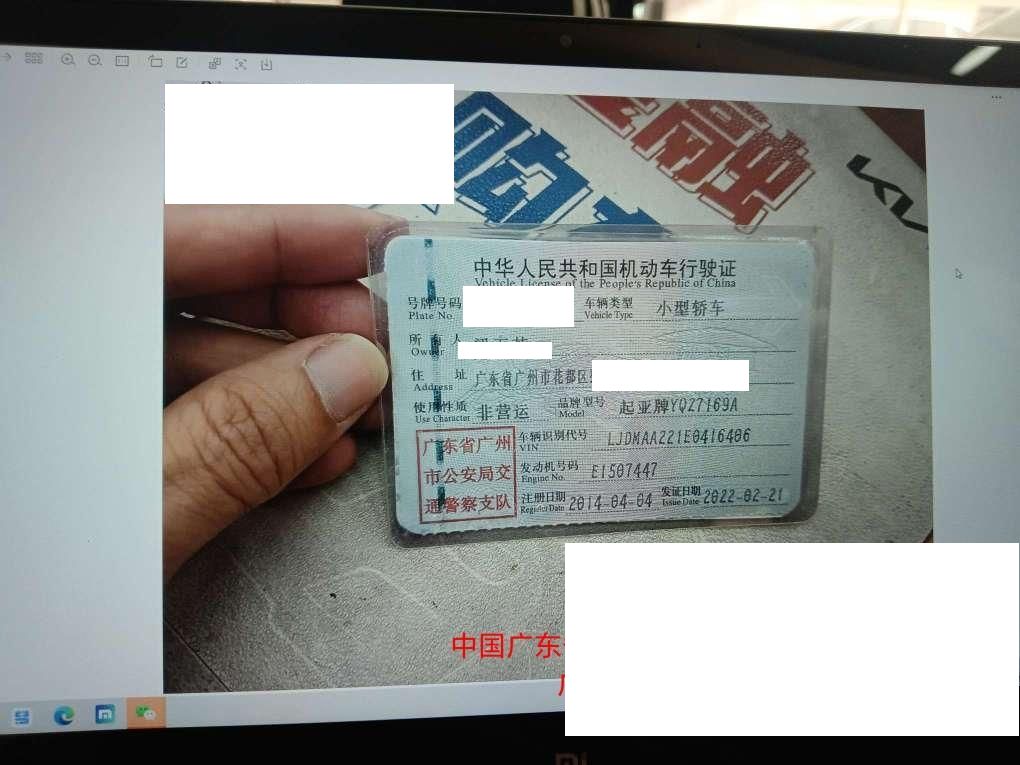 中华人民共和国机动车行驶证
Vehicle License of the People's Republic of China
号牌号码
Plate No.
车辆类型 小型轿车
Vehicle Type
所有人
Owner
住址 广东省广州市花都区
Address
使用性质 非营运
Use Character
品牌型号 起亚牌YQZ7169A
Model
广东省广州
市公安局交
通警察支队
车辆识别代号 LJDMAA221E0416406
VIN
发动机号码 E1507447
Engine No.
注册日期 2014-04-04
Register Date
发证日期 2022-02-21
Issue Date
中国广东